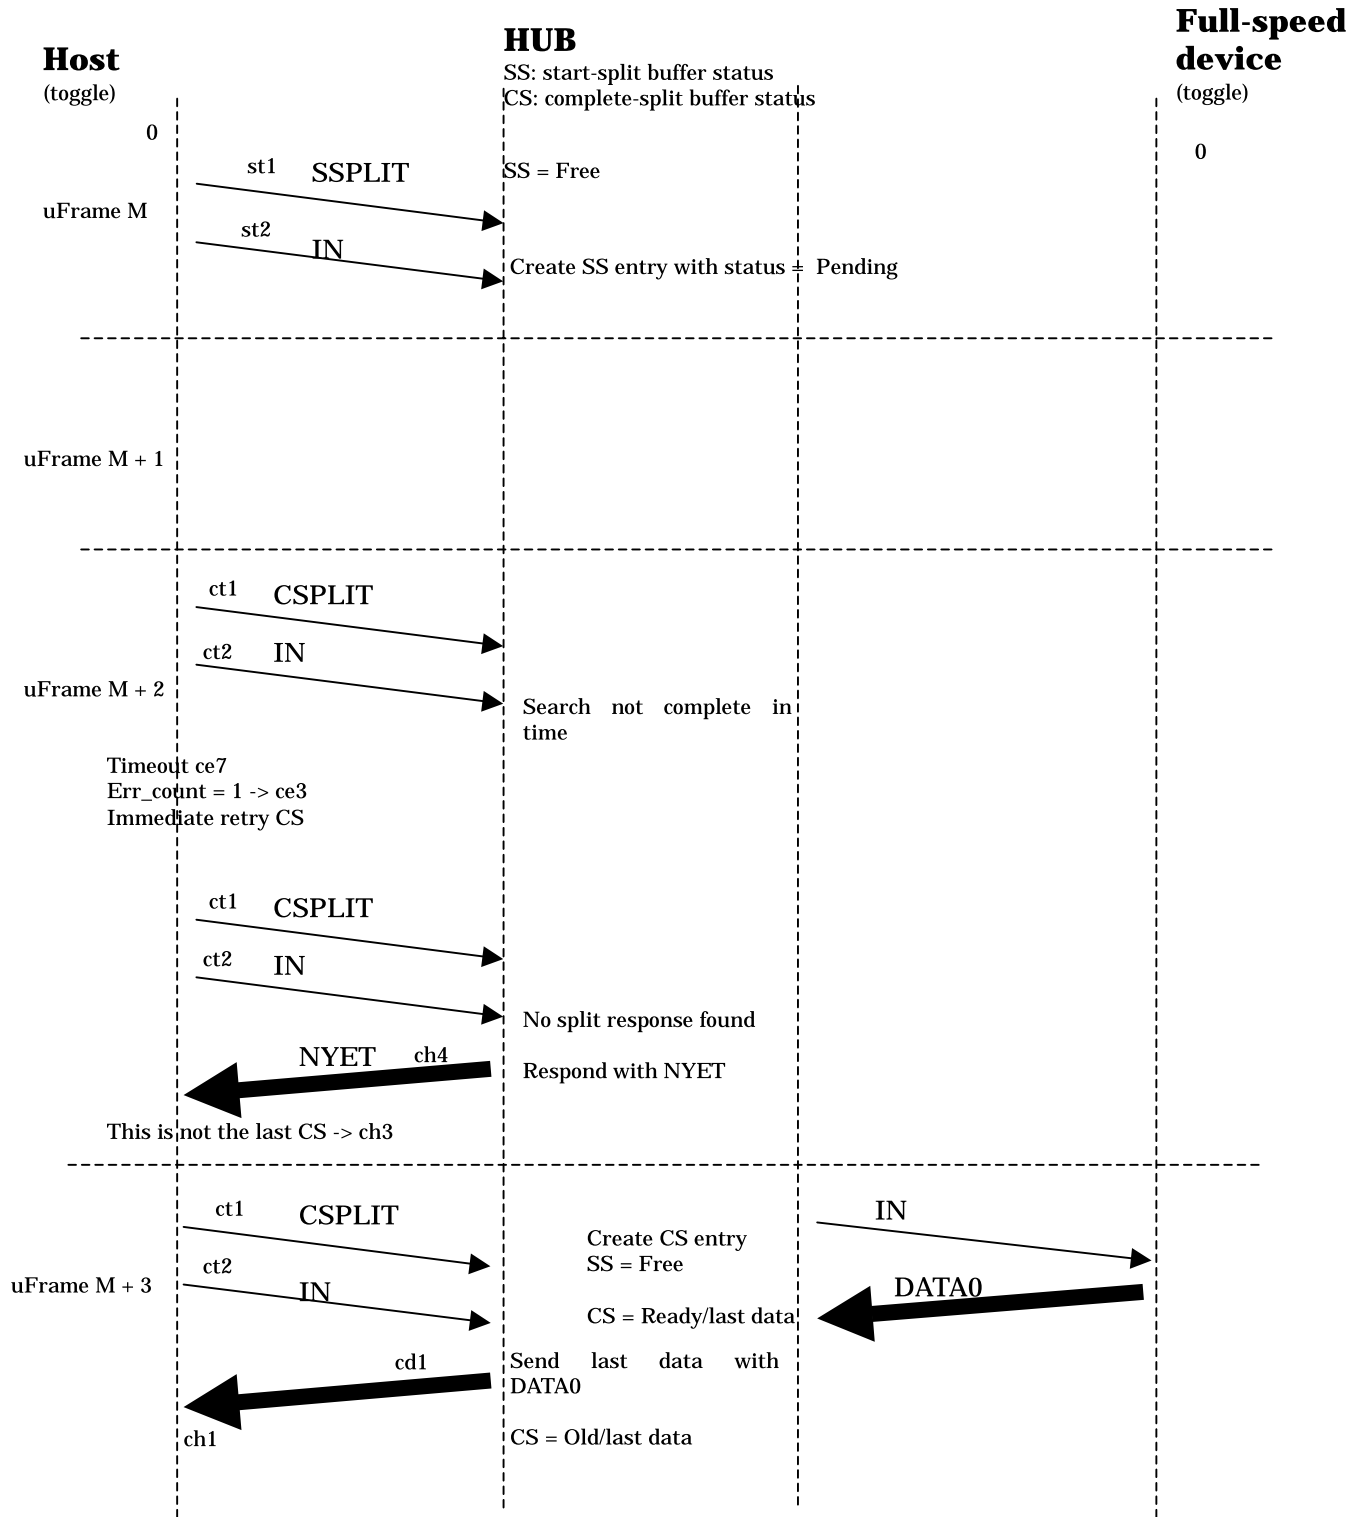 Full-speed
device
(toggle)
HUB
SS: start-split buffer status
CS: complete-split buffer status
Host
(toggle)
0
0
st1
SSPLIT
SS = Free
uFrame M
st2
IN
Create SS entry with status = Pending
uFrame M + 1
ct1
CSPLIT
ct2
IN
uFrame M + 2
Search not complete in
time
Timeout ce7
Err_count = 1 -> ce3
Immediate retry CS
ct1
CSPLIT
ct2
IN
No split response found
NYET
ch4
Respond with NYET
This is not the last CS -> ch3
ct1
CSPLIT
IN
Create CS entry
SS = Free
ct2
IN
uFrame M + 3
DATA0
CS = Ready/last data
cd1
Send last data with
DATA0
ch1
CS = Old/last data